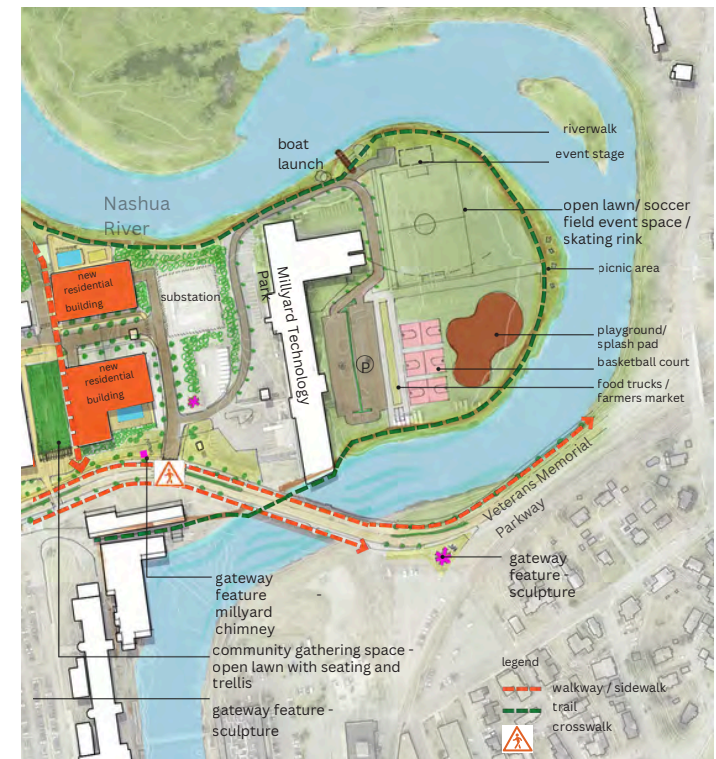 riverwalk
event stage
boat
launch
Nashua
River
open lawn/ soccer
field event space /
skating rink
picnic area
new
residential
building
substation
Millyard Technology
Park
playground/
splash pad
basketball court
food trucks /
farmers market
P
new
residential
building
Veterans Memorial
Parkway
gateway
feature -
sculpture
gateway
feature -
millyard
chimney
community gathering space -
open lawn with seating and
trellis
gateway feature -
sculpture
legend
walkway / sidewalk
trail
crosswalk